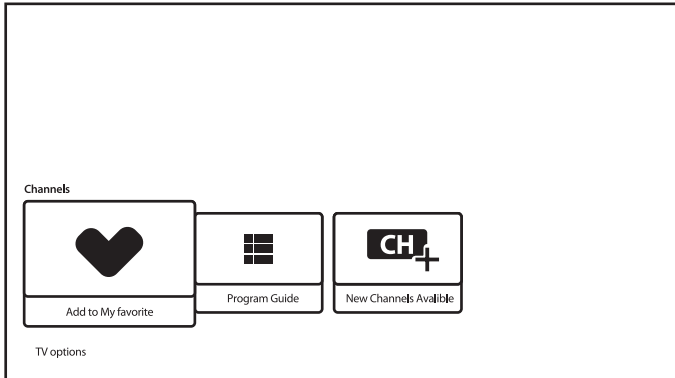 Channels
CH
Add to My favorite
Program Guide
New Channels Avalible
TV options